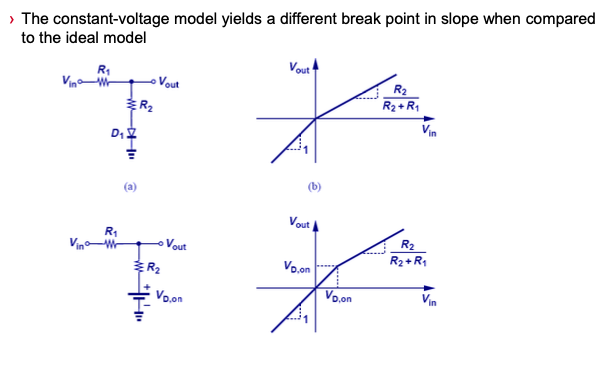 › The constant-voltage model yields a different break point in slope when compared
to the ideal model
R1
Vin
Vout
R2
D1
(a)
Vout
R2
R2 + R1
Vin
1
(b)
R1
Vin
Vout
R2
+
VD,on
−
Vout
R2
R2 + R1
VD,on
VD,on
Vin
1